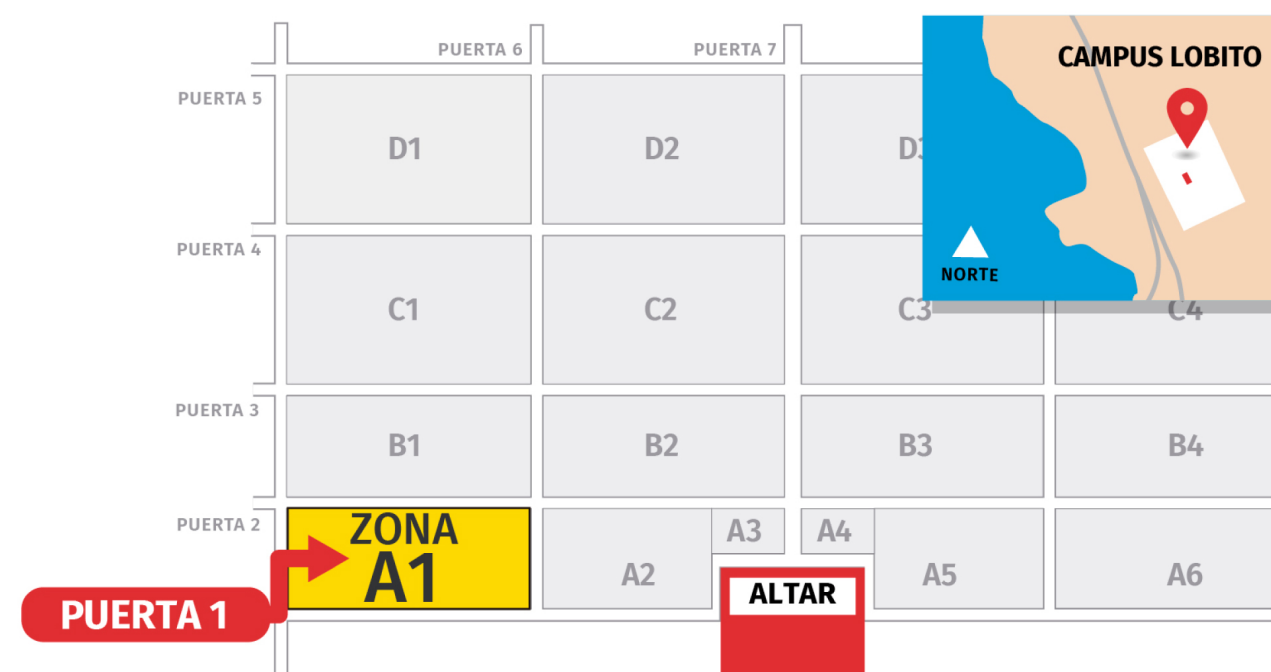 PUERTA 6
PUERTA 7
CAMPUS LOBITO
PUERTA 5
D1
D2
NORTE
PUERTA 4
C1
C2
C3
C4
PUERTA 3
B1
B2
B3
B4
PUERTA 2
ZONA
A1
A2
A3
A4
A5
A6
ALTAR
PUERTA 1